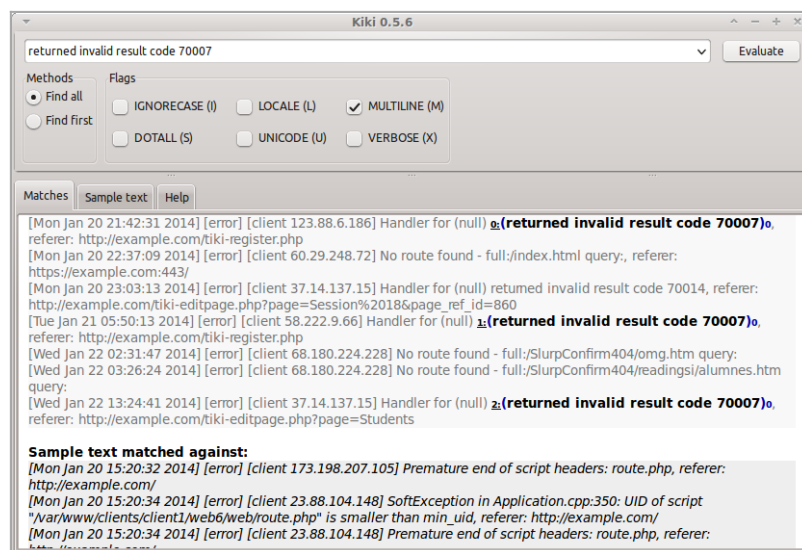 Kiki 0.5.6
returned invalid result code 70007
Evaluate
Methods
Find all
Find first
Flags
IGNORECASE (I)
LOCALE (L)
MULTILINE (M)
DOTALL (S)
UNICODE (U)
VERBOSE (X)
Matches
Sample text
Help
[Mon Jan 20 21:42:31 2014] [error] [client 123.88.6.186] Handler for (null) 0:(returned invalid result code 70007)0,
referer: http://example.com/tiki-register.php
[Mon Jan 20 22:37:09 2014] [error] [client 60.29.248.72] No route found - full:/index.html query:, referer:
https://example.com:443/
[Mon Jan 20 23:03:13 2014] [error] [client 37.14.137.15] Handler for (null) returned invalid result code 70014, referer:
http://example.com/tiki-editpage.php?page=Session%2018&page_ref_id=860
[Tue Jan 21 05:50:13 2014] [error] [client 58.222.9.66] Handler for (null) 1:(returned invalid result code 70007)0,
referer: http://example.com/tiki-register.php
[Wed Jan 22 02:31:47 2014] [error] [client 68.180.224.228] No route found - full:/SlurpConfirm404/omg.htm query:
[Wed Jan 22 03:26:24 2014] [error] [client 68.180.224.228] No route found - full:/SlurpConfirm404/readingsi/alumnes.htm
query:
[Wed Jan 22 13:24:41 2014] [error] [client 37.14.137.15] Handler for (null) 2:(returned invalid result code 70007)0,
referer: http://example.com/tiki-editpage.php?page=Students
Sample text matched against:
[Mon Jan 20 15:20:32 2014] [error] [client 173.198.207.105] Premature end of script headers: route.php, referer:
http://example.com/
[Mon Jan 20 15:20:34 2014] [error] [client 23.88.104.148] SoftException in Application.cpp:350: UID of script
"/var/www/clients/client1/web6/web/route.php" is smaller than min_uid, referer: http://example.com/
[Mon Jan 20 15:20:34 2014] [error] [client 23.88.104.148] Premature end of script headers: route.php, referer:
http://example.com/